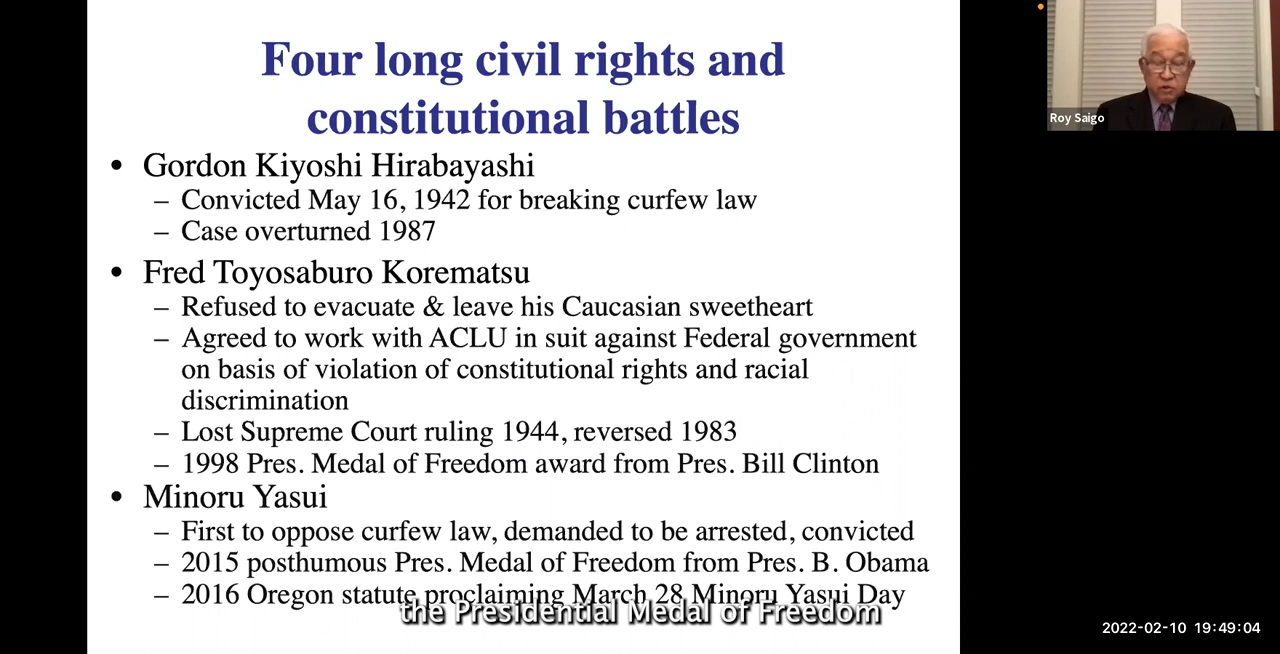 Four long civil rights and
constitutional battles
• Gordon Kiyoshi Hirabayashi
– Convicted May 16, 1942 for breaking curfew law
– Case overturned 1987
• Fred Toyosaburo Korematsu
– Refused to evacuate & leave his Caucasian sweetheart
– Agreed to work with ACLU in suit against Federal government
on basis of violation of constitutional rights and racial
discrimination
– Lost Supreme Court ruling 1944, reversed 1983
– 1998 Pres. Medal of Freedom award from Pres. Bill Clinton
• Minoru Yasui
– First to oppose curfew law, demanded to be arrested, convicted
– 2015 posthumous Pres. Medal of Freedom from Pres. B. Obama
– 2016 Oregon statute proclaiming March 28 Minoru Yasui Day
the Presidential Medal of Freedom
Roy Saigo
2022-02-10 19:49:04